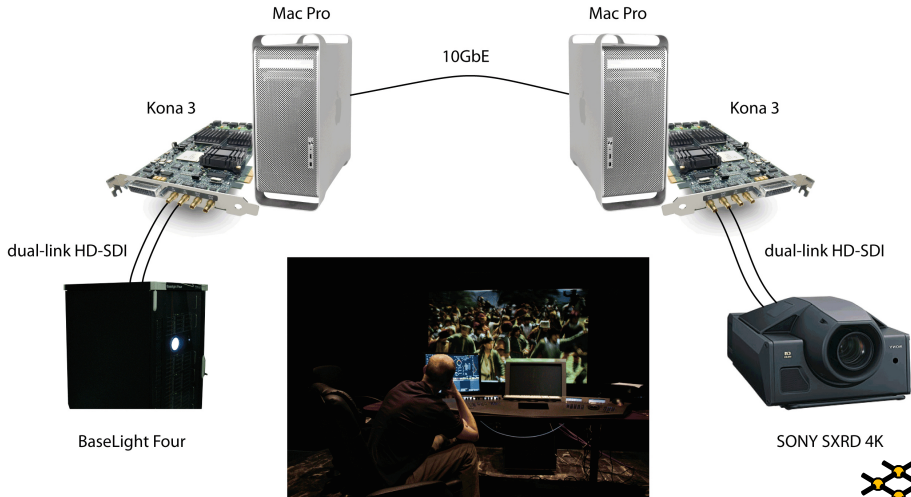 Mac Pro
Mac Pro
10GbE
Kona 3
Kona 3
dual-link HD-SDI
dual-link HD-SDI
BaseLight Four
SONY SXRD 4K